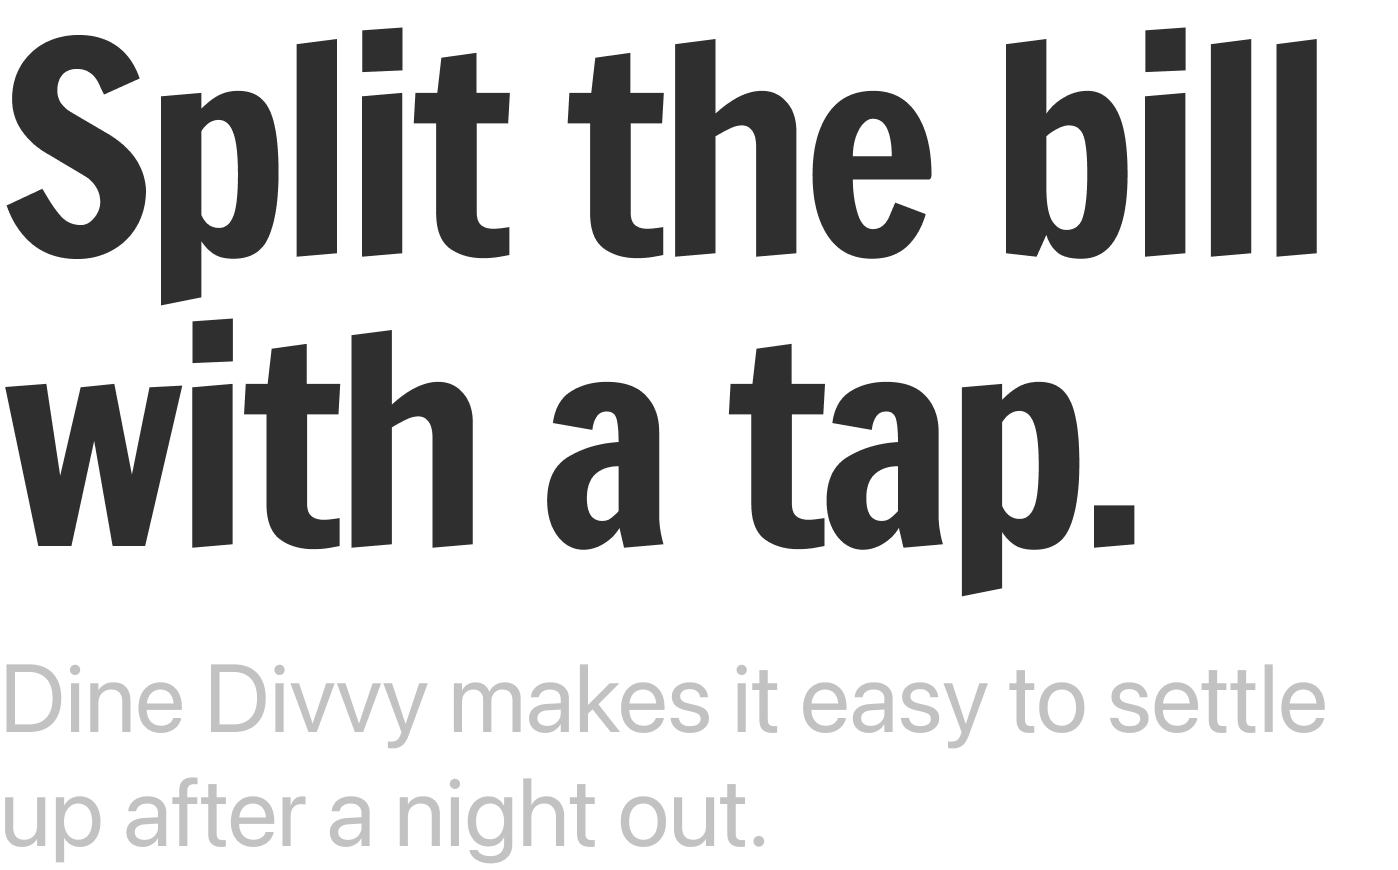 Split the bill
with a tap.
Dine Divvy makes it easy to settle
up after a night out.